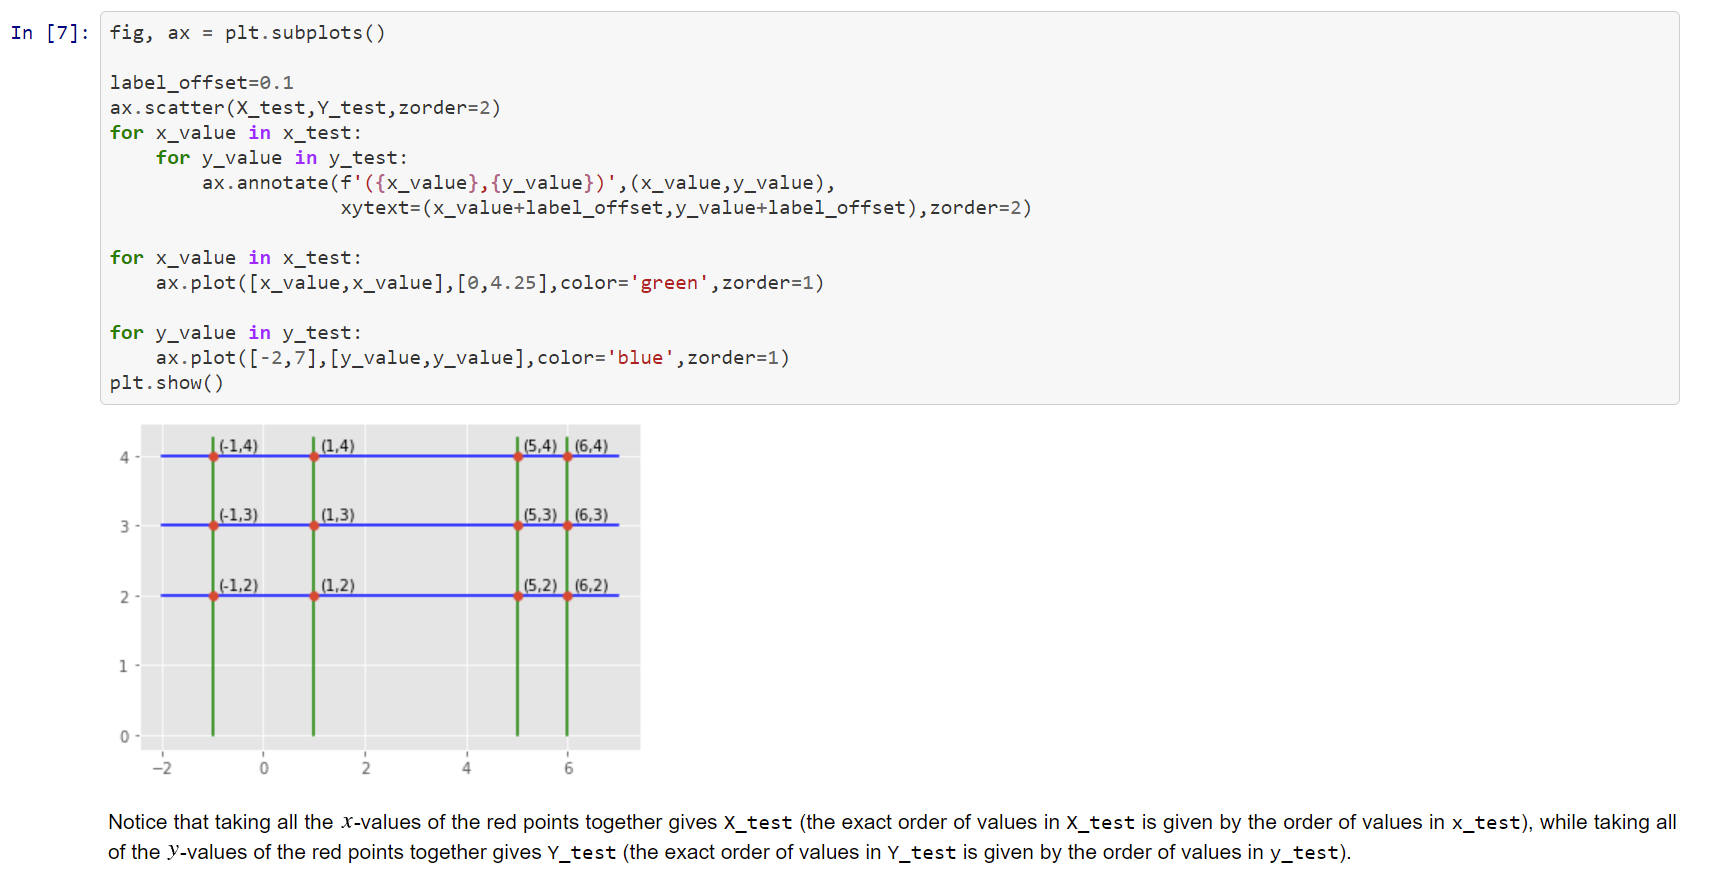 In [7]: fig, ax = plt.subplots()
label_offset=0.1
ax.scatter(X_test,Y_test,zorder=2)
for x_value in x_test:
    for y_value in y_test:
        ax.annotate(f'({x_value},{y_value})',(x_value,y_value),
                    xytext=(x_value+label_offset,y_value+label_offset),zorder=2)
for x_value in x_test:
    ax.plot([x_value,x_value],[0,4.25],color='green',zorder=1)
for y_value in y_test:
    ax.plot([-2,7],[y_value,y_value],color='blue',zorder=1)
plt.show()
(-1,4) (1,4) (5,4) (6,4)
4
(-1,3) (1,3) (5,3) (6,3)
3
(-1,2) (1,2) (5,2) (6,2)
2
1
0
−2 0 2 4 6
Notice that taking all the x-values of the red points together gives X_test (the exact order of values in X_test is given by the order of values in x_test), while taking all
of the y-values of the red points together gives Y_test (the exact order of values in Y_test is given by the order of values in y_test).